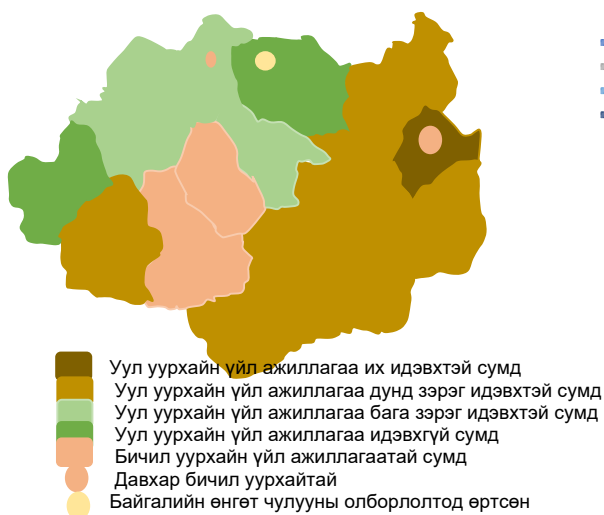 Уул уурхайн үйл ажиллагаа их идэвхтэй сумд
Уул уурхайн үйл ажиллагаа дунд зэрэг идэвхтэй сумд
Уул уурхайн үйл ажиллагаа бага зэрэг идэвхтэй сумд
Уул уурхайн үйл ажиллагаа идэвхгүй сумд
Бичил уурхайн үйл ажиллагаатай сумд
Давхар бичил уурхайтай
Байгалийн өнгөт чулууны олборлолтод өртсөн